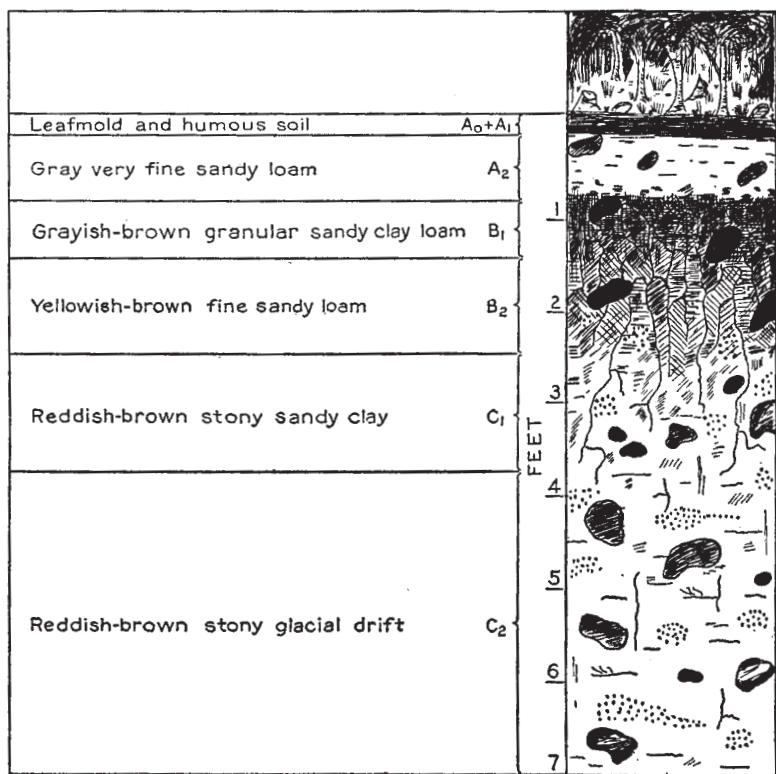 Leafmold and humous soil A₀+A₁
Gray very fine sandy loam A₂
Grayish-brown granular sandy clay loam B₁
Yellowish-brown fine sandy loam B₂
Reddish-brown stony sandy clay C₁
Reddish-brown stony glacial drift C₂
FEET
1
2
3
4
5
6
7